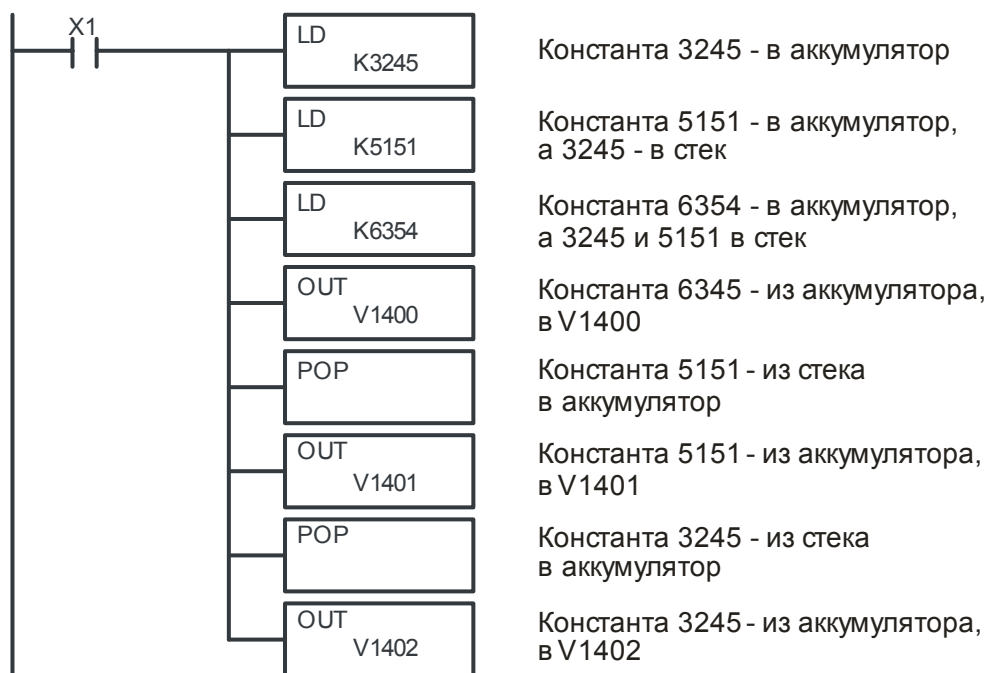 X1
LD
K3245
Константа 3245 - в аккумулятор
LD
K5151
Константа 5151 - в аккумулятор,
а 3245 - в стек
LD
K6354
Константа 6354 - в аккумулятор,
а 3245 и 5151 в стек
OUT
V1400
Константа 6345 - из аккумулятора,
в V1400
POP
Константа 5151 - из стека
в аккумулятор
OUT
V1401
Константа 5151 - из аккумулятора,
в V1401
POP
Константа 3245 - из стека
в аккумулятор
OUT
V1402
Константа 3245 - из аккумулятора,
в V1402